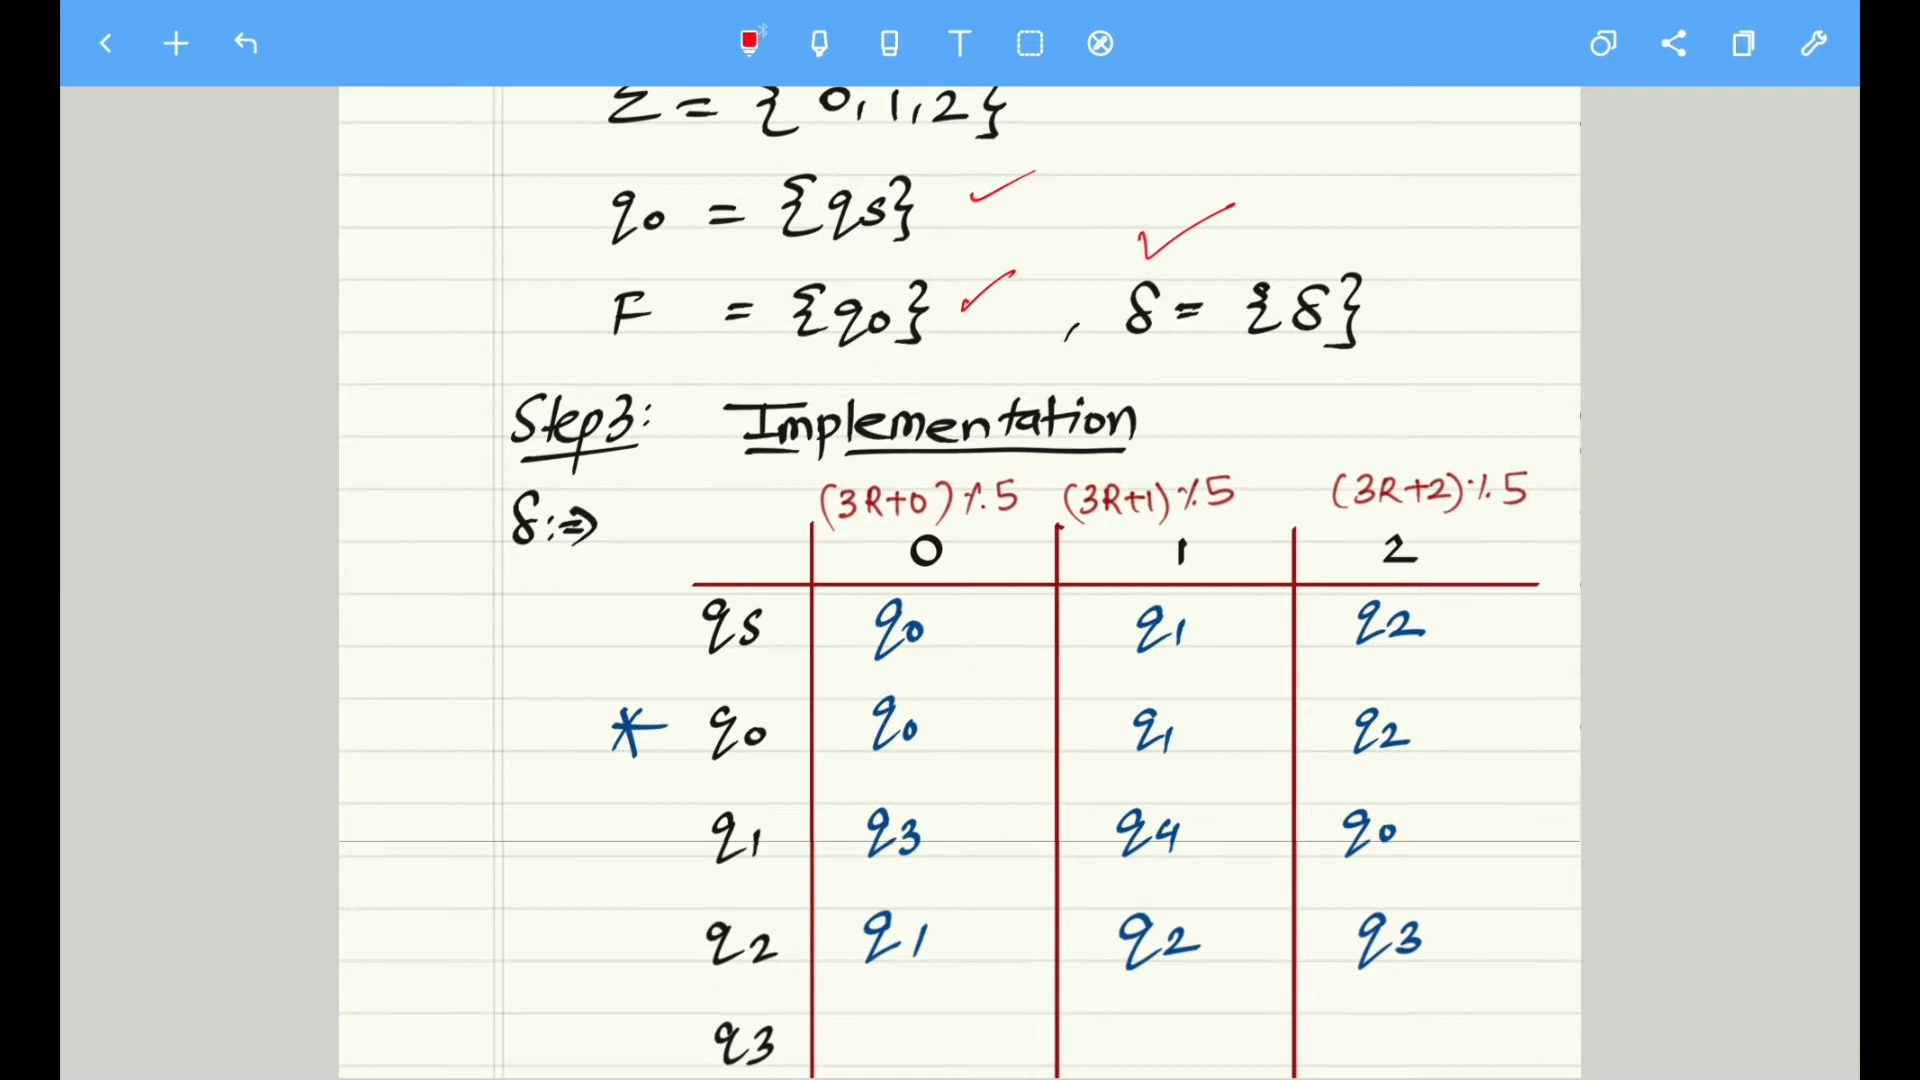 Σ = {0,1,2}
q0 = {qs}
F = {q0} , δ = {δ}
Step3: Implementation
(3R+0)%5 (3R+1)%5 (3R+2)%5
δ:⇒
0 1 2
qs q0 q1 q2
* q0 q0 q1 q2
q1 q3 q4 q0
q2 q1 q2 q3
q3